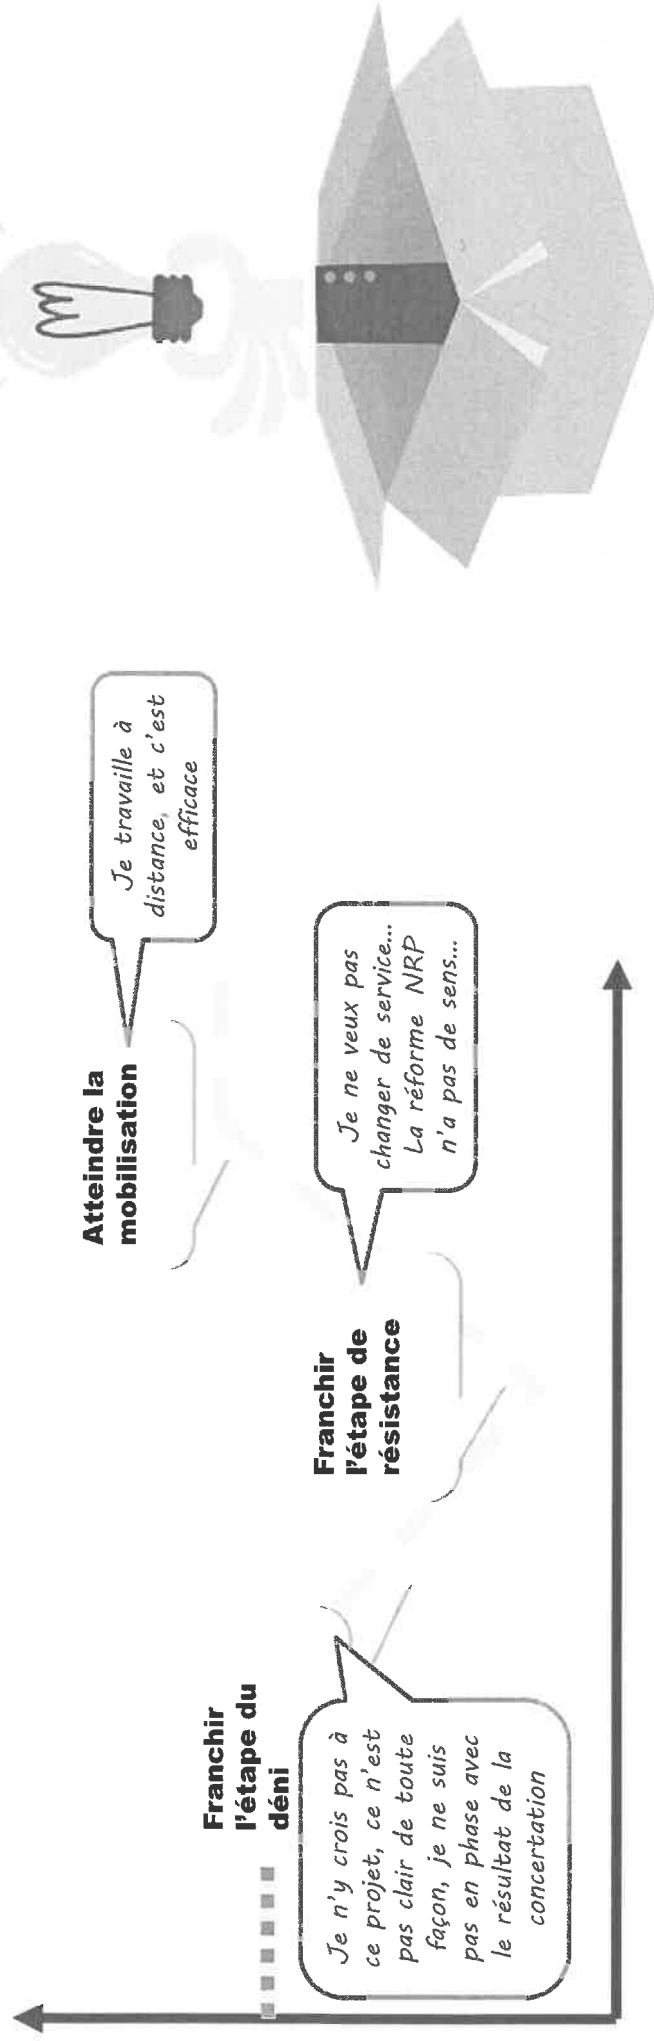 Franchir
l'étape du
déni
Je n'y crois pas à
ce projet, ce n'est
pas clair de toute
façon, je ne suis
pas en phase avec
le résultat de la
concertation
Franchir
l'étape de
résistance
Je ne veux pas
changer de service...
La réforme NRP
n'a pas de sens...
Atteindre la
mobilisation
Je travaille à
distance, et c'est
efficace